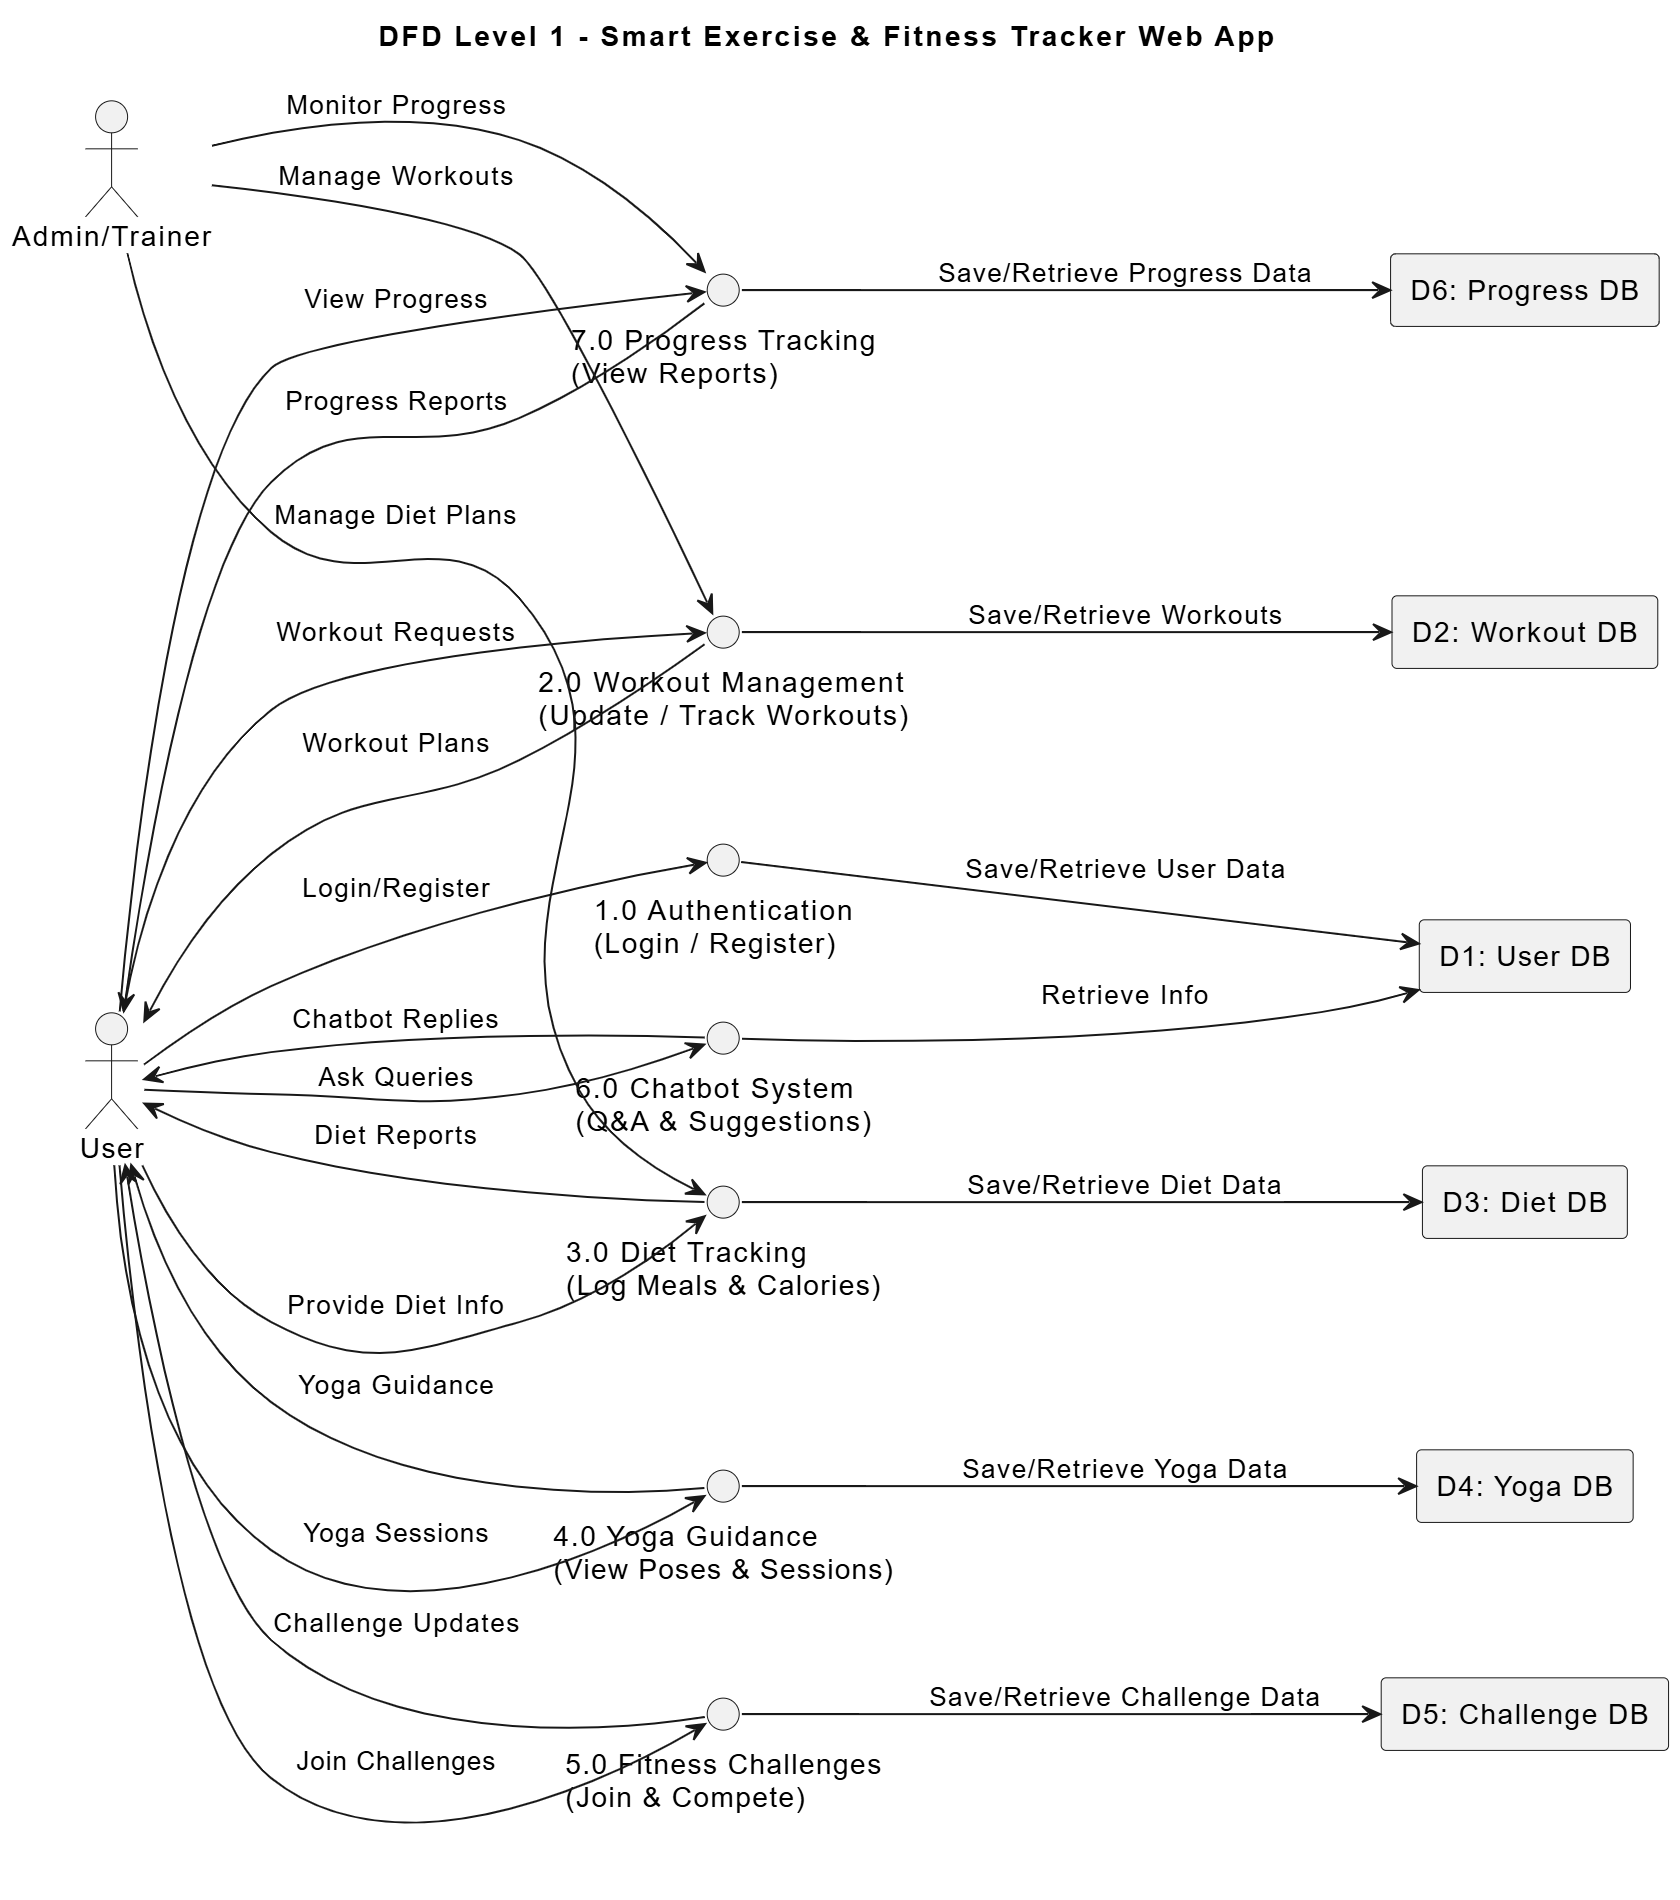 DFD Level 1 - Smart Exercise & Fitness Tracker Web App
Monitor Progress
Manage Workouts
Admin/Trainer
View Progress
Save/Retrieve Progress Data
D6: Progress DB
7.0 Progress Tracking
(View Reports)
Progress Reports
Manage Diet Plans
Workout Requests
Save/Retrieve Workouts
D2: Workout DB
2.0 Workout Management
(Update / Track Workouts)
Workout Plans
Login/Register
Save/Retrieve User Data
1.0 Authentication
(Login / Register)
D1: User DB
Retrieve Info
Chatbot Replies
Ask Queries
6.0 Chatbot System
(Q&A & Suggestions)
User
Diet Reports
Save/Retrieve Diet Data
D3: Diet DB
3.0 Diet Tracking
(Log Meals & Calories)
Provide Diet Info
Yoga Guidance
Save/Retrieve Yoga Data
D4: Yoga DB
Yoga Sessions
4.0 Yoga Guidance
(View Poses & Sessions)
Challenge Updates
Save/Retrieve Challenge Data
D5: Challenge DB
Join Challenges
5.0 Fitness Challenges
(Join & Compete)